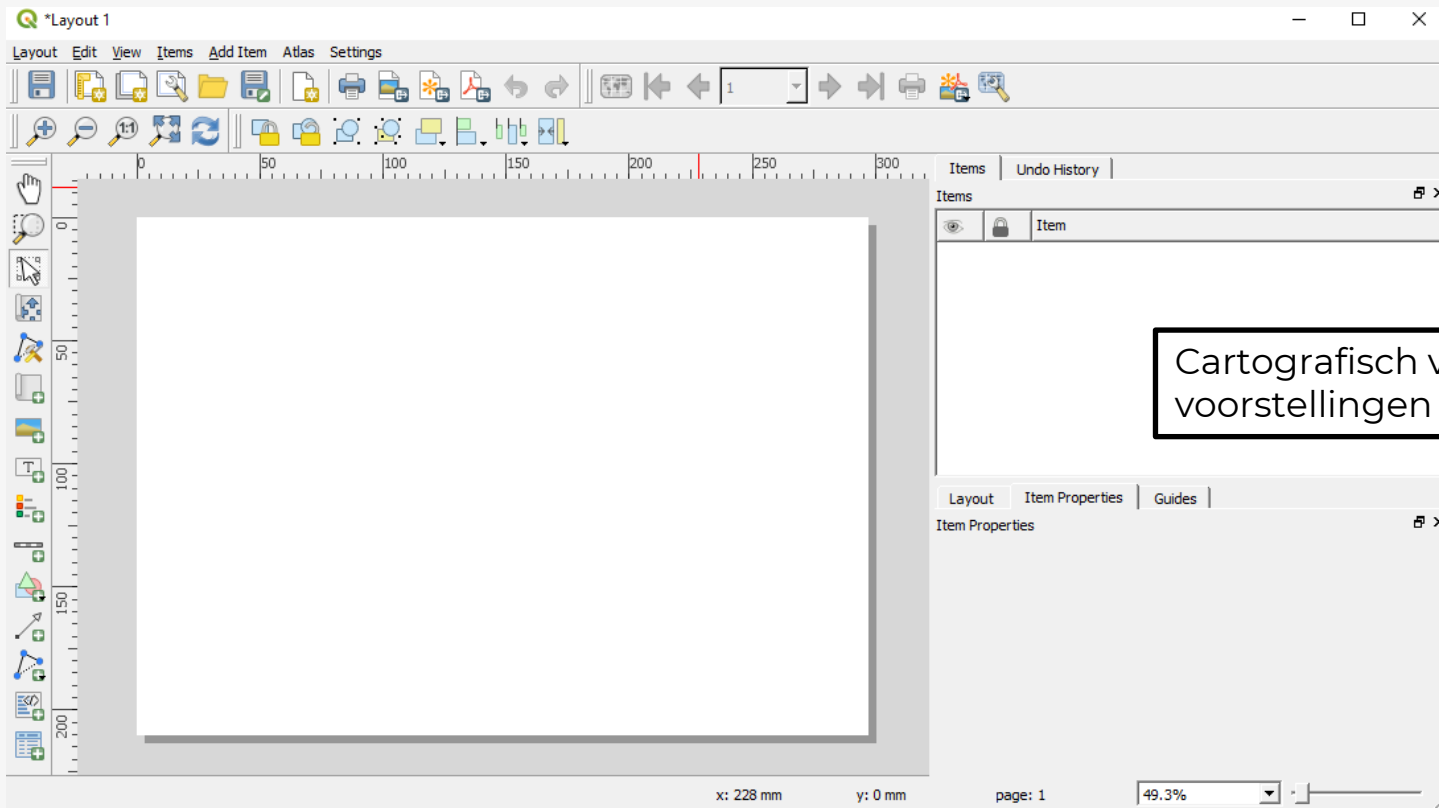 *Layout 1
Layout Edit View Items Add Item Atlas Settings
1
1:1
0 50 100 150 200 250 300
0
50
100
150
200
Items Undo History
Items
Item
Cartografisch v
voorstellingen
Layout Item Properties Guides
Item Properties
x: 228 mm y: 0 mm page: 1 49.3%